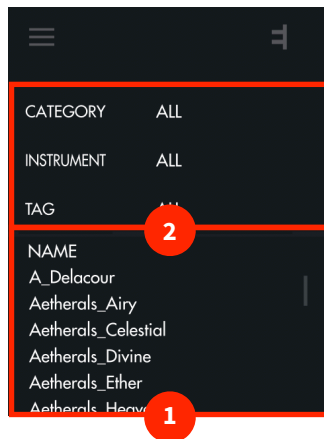 CATEGORY ALL
INSTRUMENT ALL
TAG
2
NAME
A_Delacour
Aetherals_Airy
Aetherals_Celestial
Aetherals_Divine
Aetherals_Ether
1